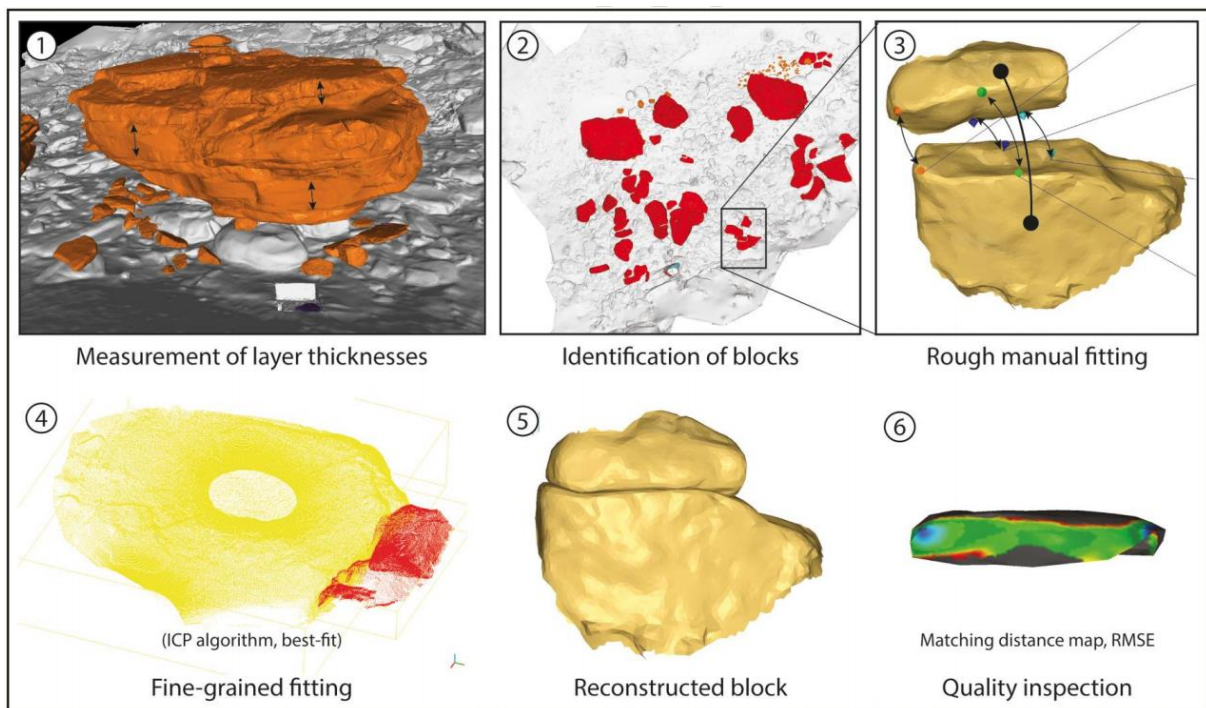 1
2
3
Measurement of layer thicknesses
Identification of blocks
Rough manual fitting
4
5
6
(ICP algorithm, best-fit)
Matching distance map, RMSE
Fine-grained fitting
Reconstructed block
Quality inspection